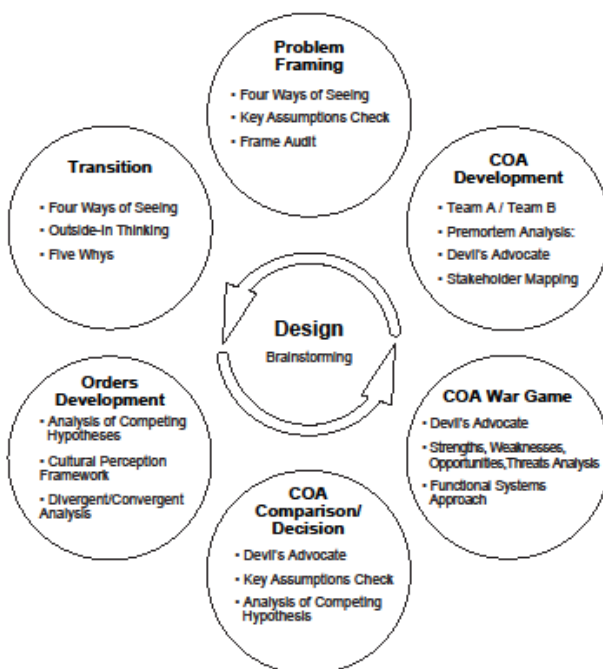 Problem
Framing
• Four Ways of Seeing
• Key Assumptions Check
• Frame Audit
COA
Development
• Team A / Team B
• Premortem Analysis:
• Devil's Advocate
• Stakeholder Mapping
COA War Game
• Devil's Advocate
• Strengths, Weaknesses,
Opportunities,Threats Analysis
• Functional Systems
Approach
COA
Comparison/
Decision
• Devil's Advocate
• Key Assumptions Check
• Analysis of Competing
Hypothesis
Orders
Development
• Analysis of Competing
Hypotheses
• Cultural Perception
Framework
• Divergent/Convergent
Analysis
Transition
• Four Ways of Seeing
• Outside-in Thinking
• Five Whys
Design
Brainstorming